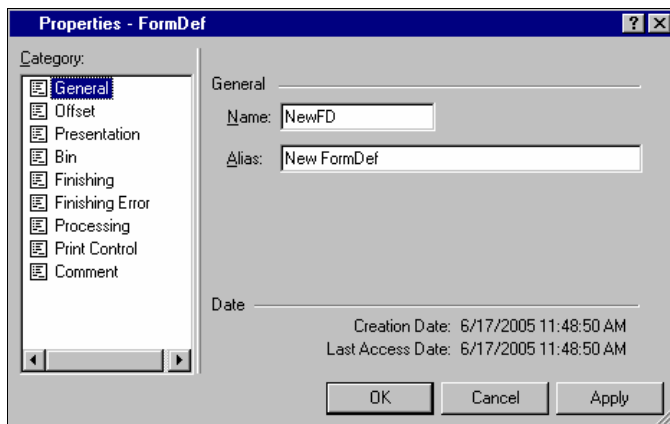 Properties - FormDef
Category:
General
Offset
Presentation
Bin
Finishing
Finishing Error
Processing
Print Control
Comment
General
Name: NewFD
Alias: New FormDef
Date
Creation Date: 6/17/2005 11:48:50 AM
Last Access Date: 6/17/2005 11:48:50 AM
OK Cancel Apply